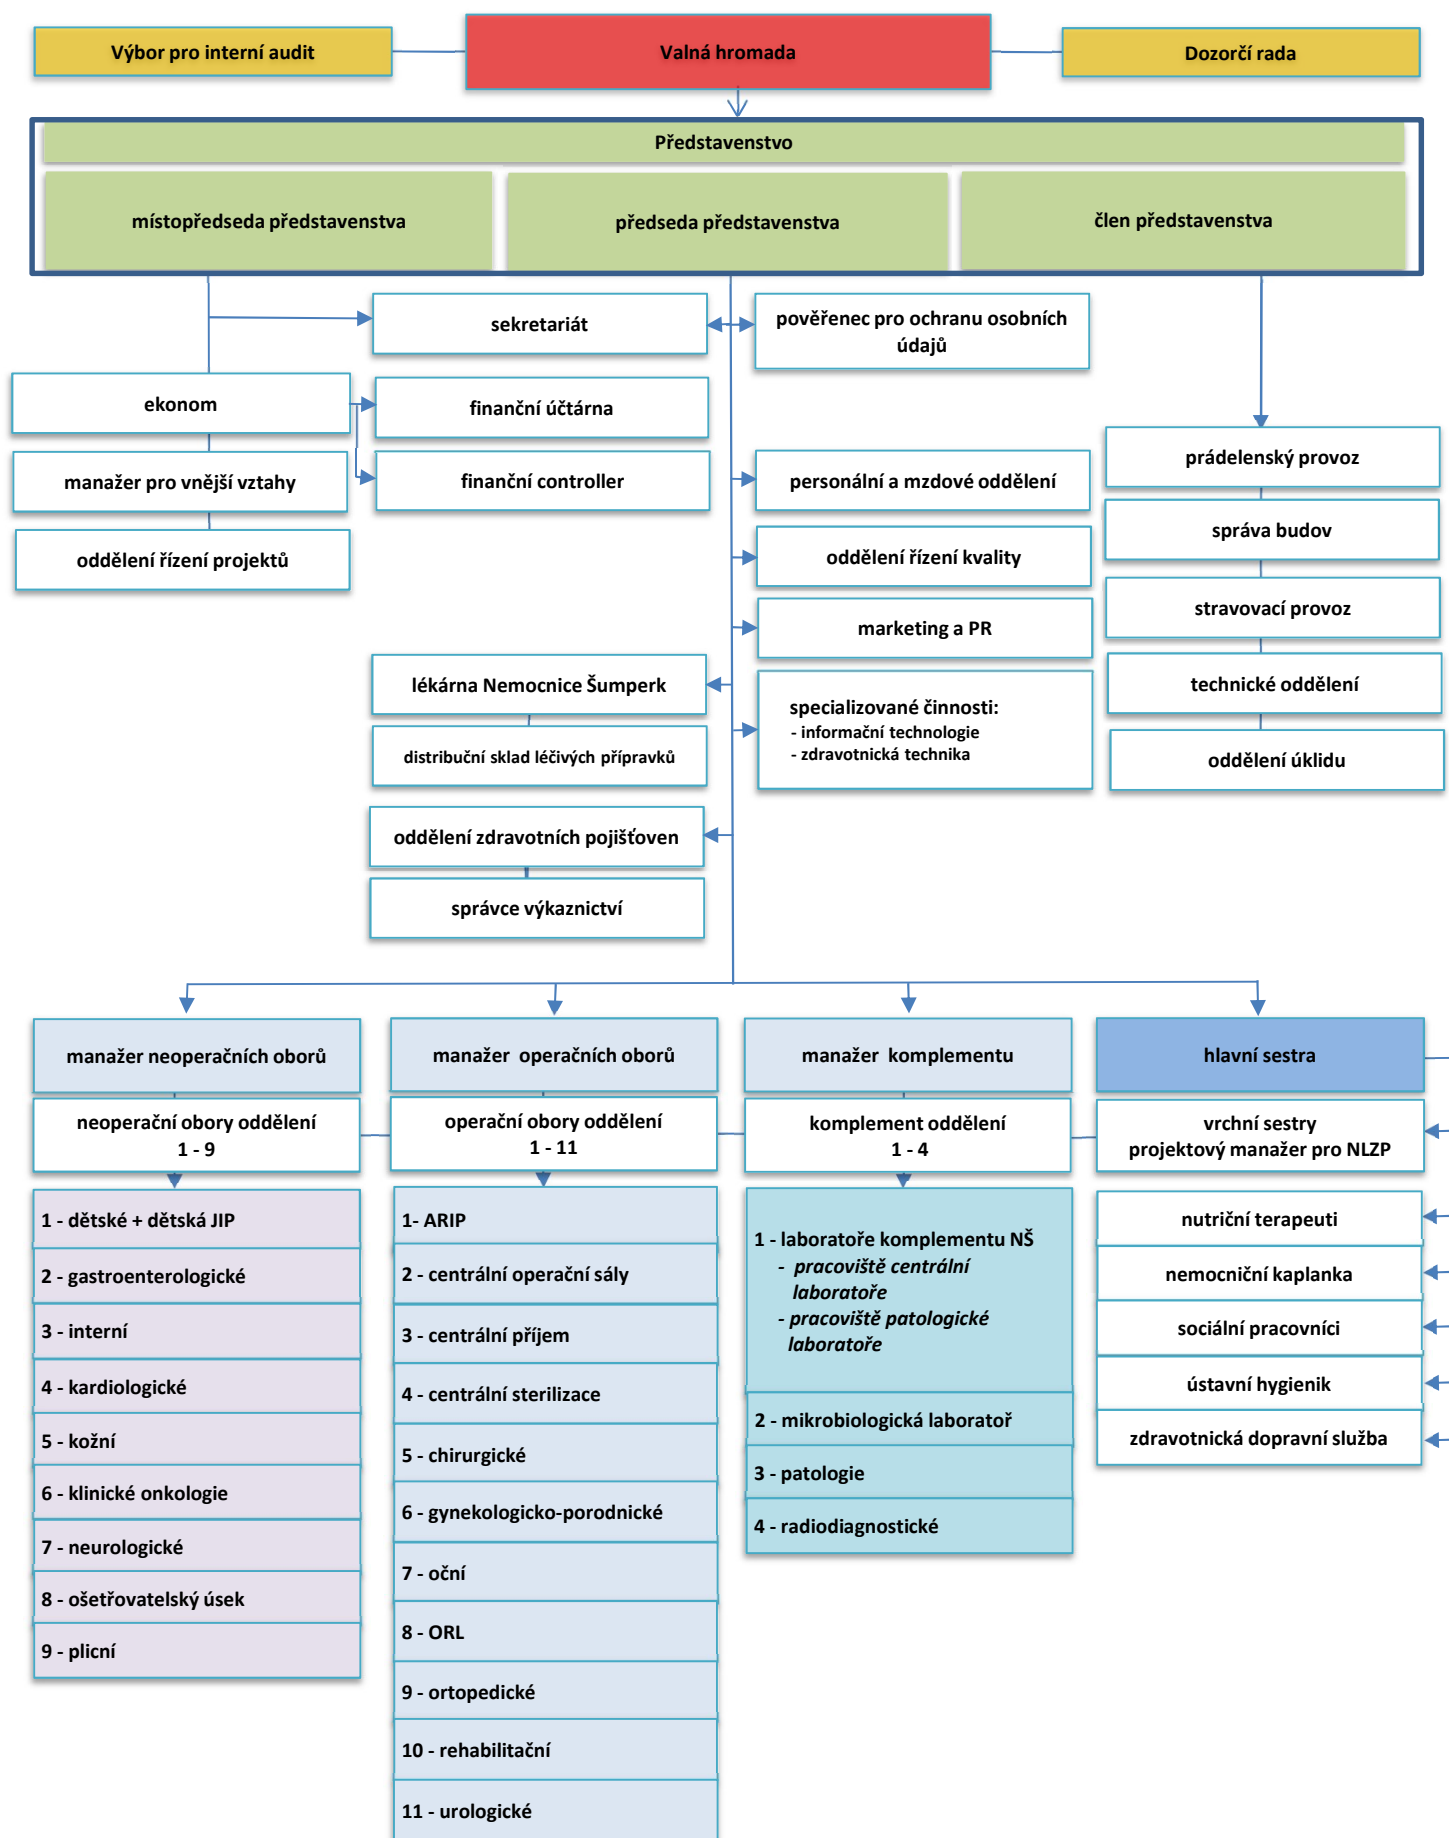 Výbor pro interní audit
Valná hromada
Dozorčí rada
Představenstvo
místopředseda představenstva
předseda představenstva
člen představenstva
sekretariát
pověřenec pro ochranu osobních
údajů
ekonom
finanční účtárna
manažer pro vnější vztahy
finanční controller
oddělení řízení projektů
personální a mzdové oddělení
oddělení řízení kvality
marketing a PR
lékárna Nemocnice Šumperk
distribuční sklad léčivých přípravků
specializované činnosti:
- informační technologie
- zdravotnická technika
oddělení zdravotních pojišťoven
správce výkaznictví
prádelenský provoz
správa budov
stravovací provoz
technické oddělení
oddělení úklidu
manažer neoperačních oborů
manažer  operačních oborů
manažer  komplementu
hlavní sestra
neoperační obory oddělení
1 - 9
operační obory oddělení
1 - 11
komplement oddělení
1 - 4
vrchní sestry
projektový manažer pro NLZP
1 - dětské + dětská JIP
2 - gastroenterologické
3 - interní
4 - kardiologické
5 - kožní
6 - klinické onkologie
7 - neurologické
8 - ošetřovatelský úsek
9 - plicní
1- ARIP
2 - centrální operační sály
3 - centrální příjem
4 - centrální sterilizace
5 - chirurgické
6 - gynekologicko-porodnické
7 - oční
8 - ORL
9 - ortopedické
10 - rehabilitační
11 - urologické
1 - laboratoře komplementu NŠ
- pracoviště centrální
laboratoře
- pracoviště patologické
laboratoře
2 - mikrobiologická laboratoř
3 - patologie
4 - radiodiagnostické
nutriční terapeuti
nemocniční kaplanka
sociální pracovníci
ústavní hygienik
zdravotnická dopravní služba